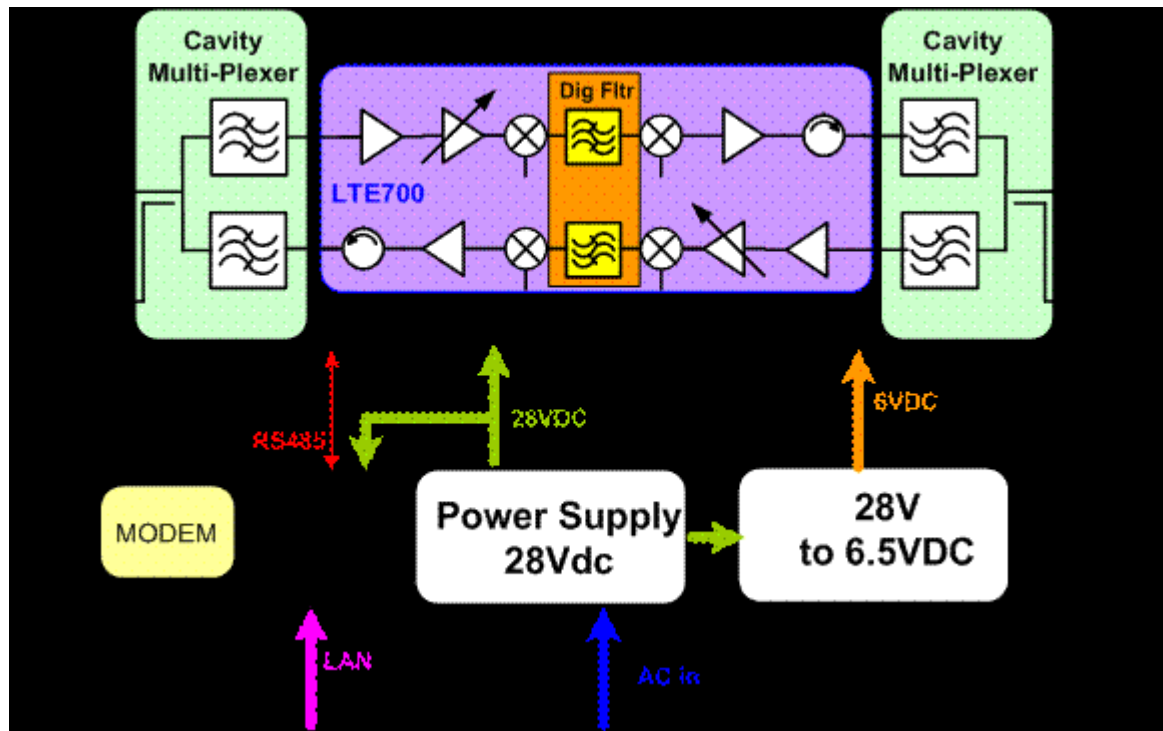 Cavity
Multi-Plexer
Cavity
Multi-Plexer
Dig Fltr
LTE700
RS485
28VDC
6VDC
MODEM
Power Supply
28Vdc
28V
to 6.5VDC
LAN
AC in